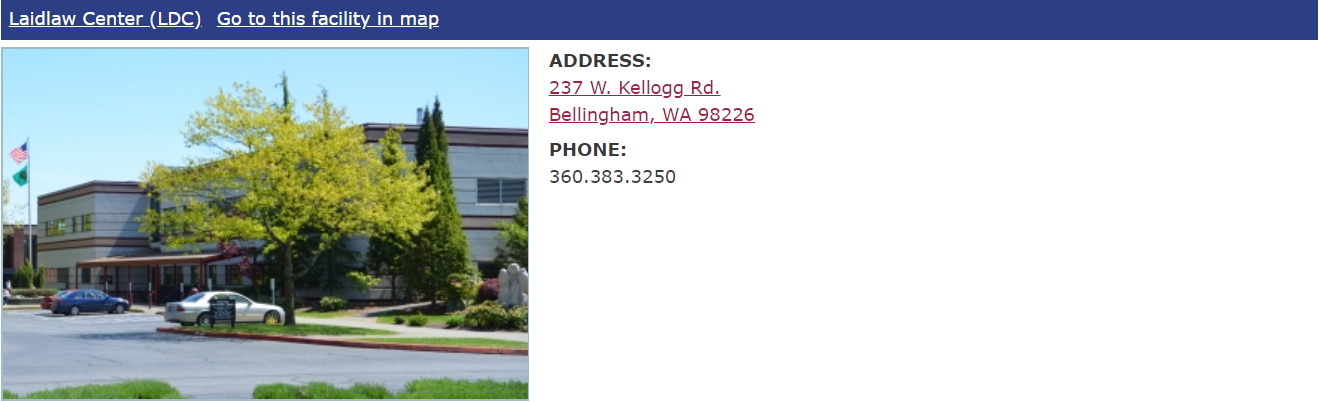 Laidlaw Center (LDC) Go to this facility in map
ADDRESS:
237 W. Kellogg Rd.
Bellingham, WA 98226
PHONE:
360.383.3250